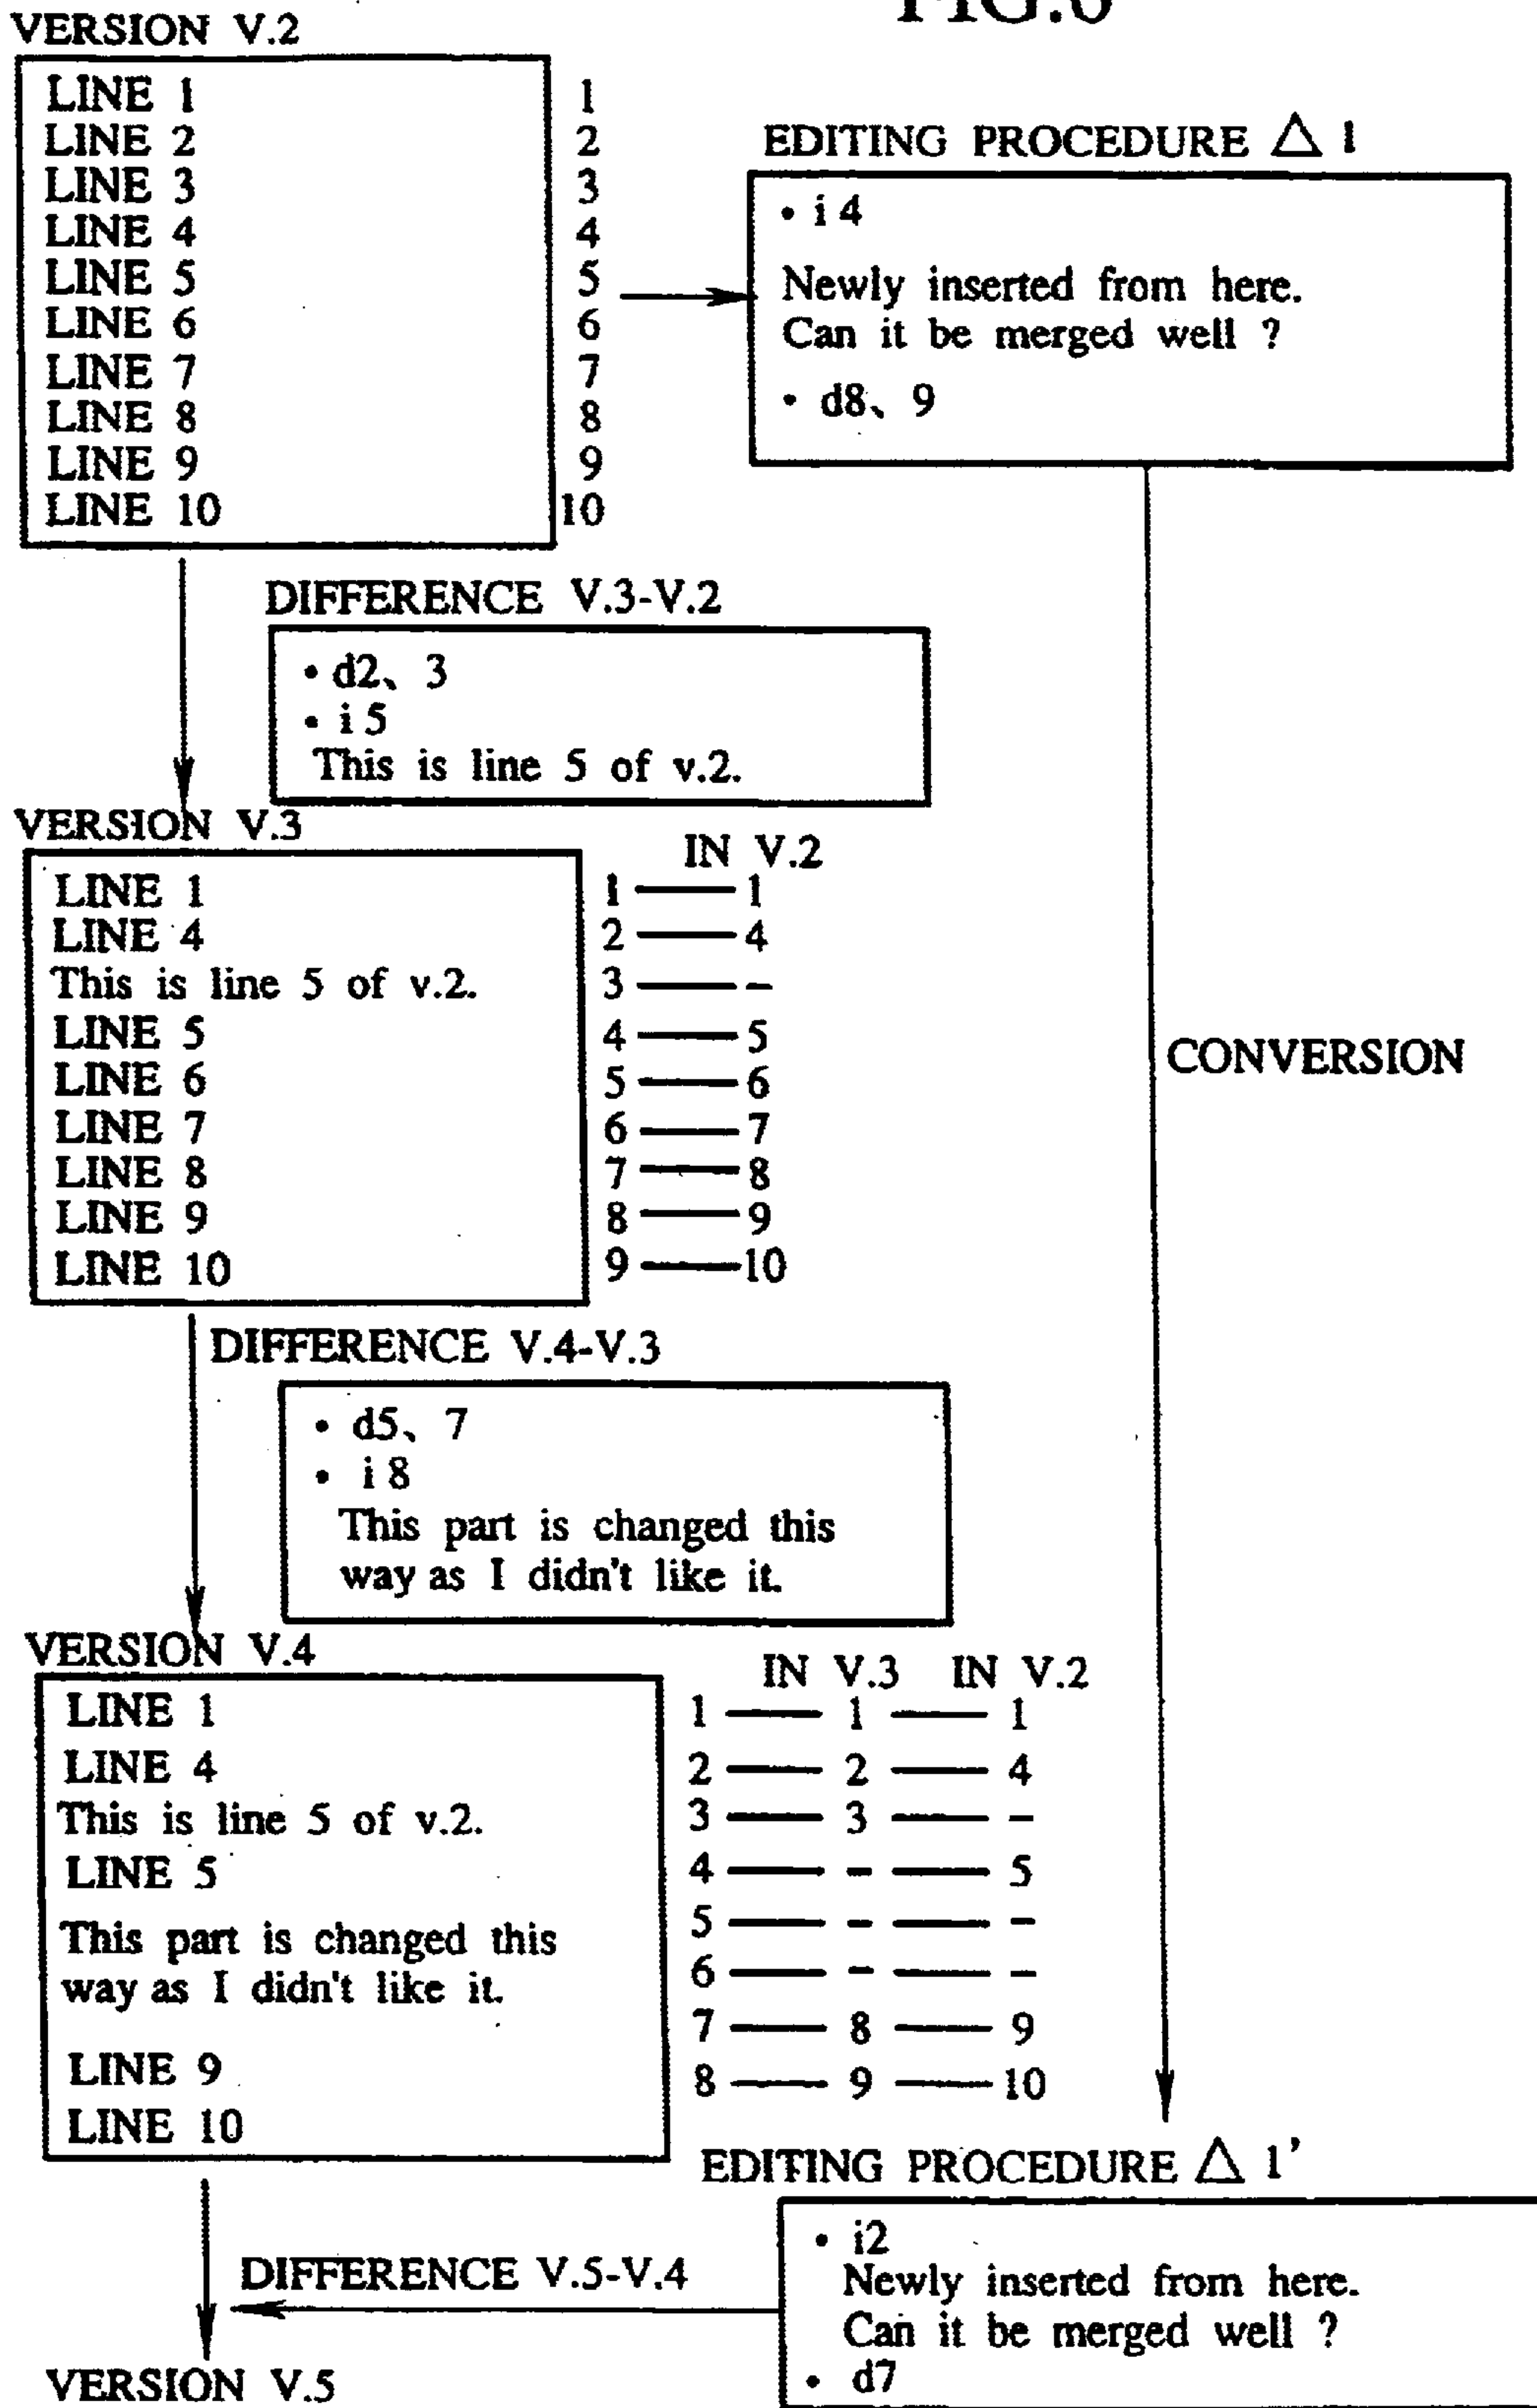 FIG.6
VERSION V.2
LINE 1 1
LINE 2 2
LINE 3 3
LINE 4 4
LINE 5 5
LINE 6 6
LINE 7 7
LINE 8 8
LINE 9 9
LINE 10 10
EDITING PROCEDURE △ 1
• i 4
Newly inserted from here.
Can it be merged well ?
• d8、 9
DIFFERENCE V.3-V.2
• d2、 3
• i 5
This is line 5 of v.2.
VERSION V.3
IN V.2
LINE 1 1 — 1
LINE 4 2 — 4
This is line 5 of v.2. 3 — –
LINE 5 4 — 5
LINE 6 5 — 6
LINE 7 6 — 7
LINE 8 7 — 8
LINE 9 8 — 9
LINE 10 9 — 10
CONVERSION
DIFFERENCE V.4-V.3
• d5、 7
• i 8
This part is changed this
way as I didn't like it.
VERSION V.4
IN V.3 IN V.2
LINE 1 1 — 1 — 1
LINE 4 2 — 2 — 4
This is line 5 of v.2. 3 — 3 — –
LINE 5 4 — - — 5
This part is changed this 5 — - — -
way as I didn't like it. 6 — - — -
LINE 9 7 — 8 — 9
LINE 10 8 — 9 — 10
EDITING PROCEDURE △ 1’
• i2
Newly inserted from here.
Can it be merged well ?
• d7
DIFFERENCE V.5-V.4
VERSION V.5